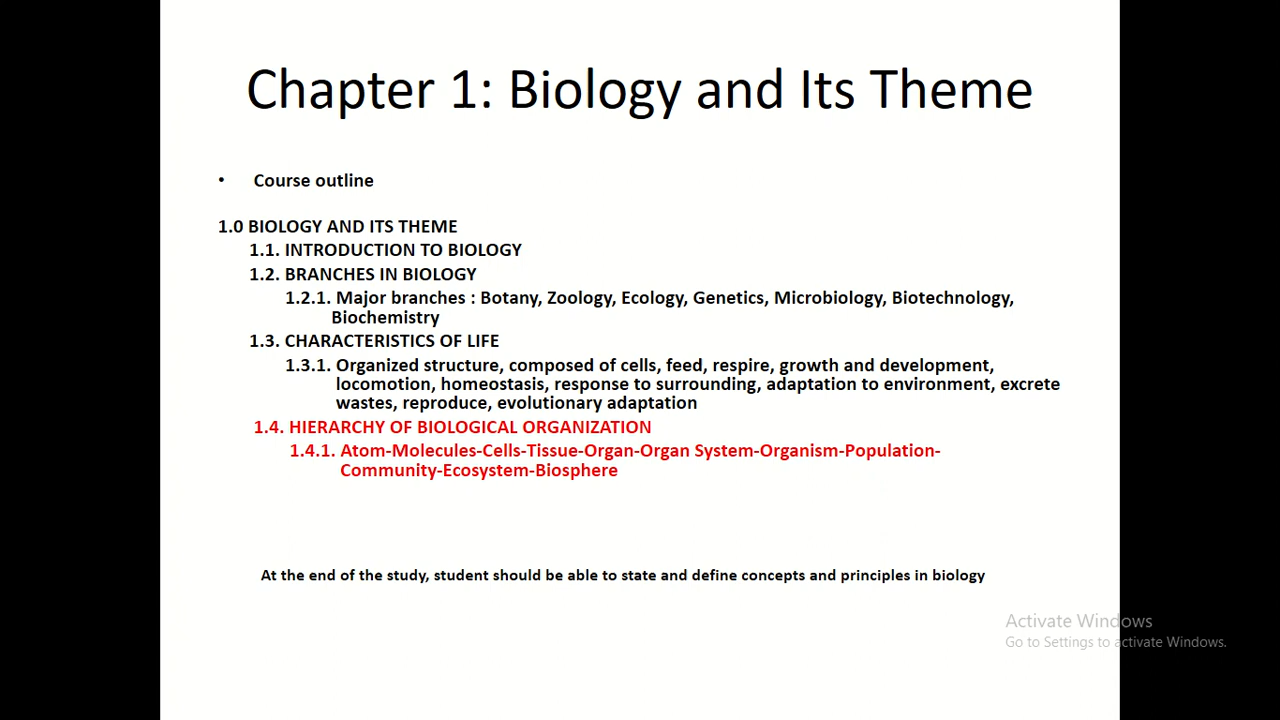 Chapter 1: Biology and Its Theme
• Course outline
1.0 BIOLOGY AND ITS THEME
1.1. INTRODUCTION TO BIOLOGY
1.2. BRANCHES IN BIOLOGY
1.2.1. Major branches : Botany, Zoology, Ecology, Genetics, Microbiology, Biotechnology,
Biochemistry
1.3. CHARACTERISTICS OF LIFE
1.3.1. Organized structure, composed of cells, feed, respire, growth and development,
locomotion, homeostasis, response to surrounding, adaptation to environment, excrete
wastes, reproduce, evolutionary adaptation
1.4. HIERARCHY OF BIOLOGICAL ORGANIZATION
1.4.1. Atom-Molecules-Cells-Tissue-Organ-Organ System-Organism-Population-
Community-Ecosystem-Biosphere
At the end of the study, student should be able to state and define concepts and principles in biology
Activate Windows
Go to Settings to activate Windows.